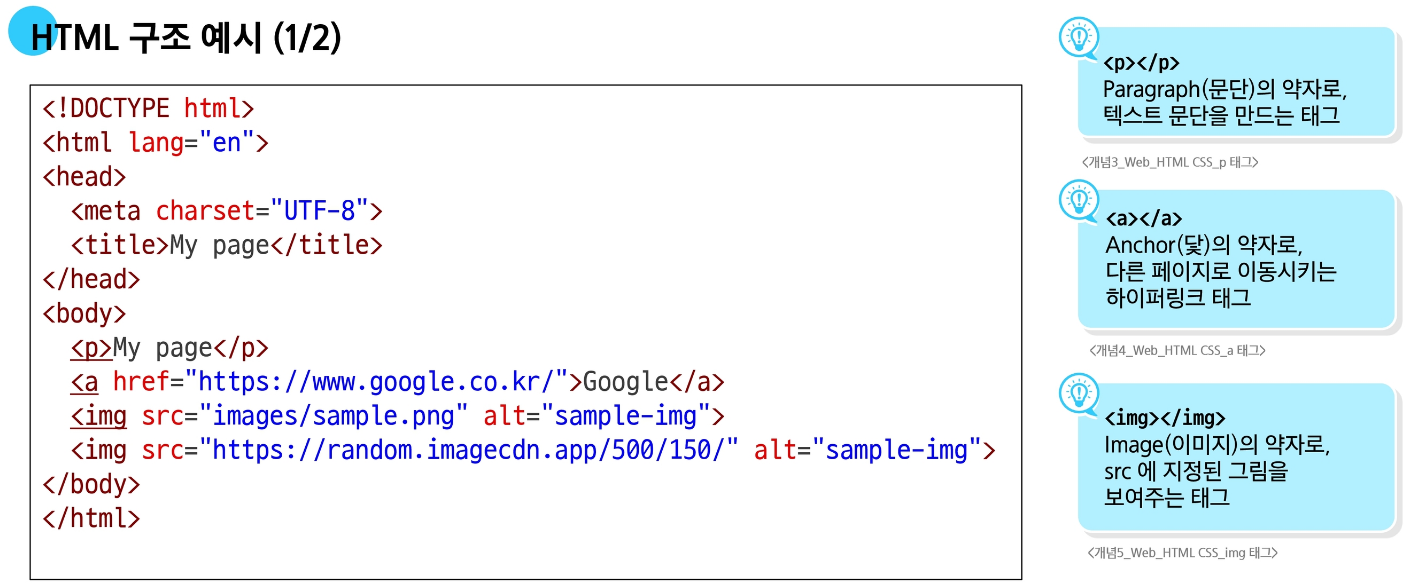 HTML 구조 예시 (1/2)
<!DOCTYPE html>
<html lang="en">
<head>
  <meta charset="UTF-8">
  <title>My page</title>
</head>
<body>
  <p>My page</p>
  <a href="https://www.google.co.kr/">Google</a>
  <img src="images/sample.png" alt="sample-img">
  <img src="https://random.imagecdn.app/500/150/" alt="sample-img">
</body>
</html>
<p></p>
Paragraph(문단)의 약자로,
텍스트 문단을 만드는 태그
<개념3_Web_HTML CSS_p 태그>
<a></a>
Anchor(닻)의 약자로,
다른 페이지로 이동시키는
하이퍼링크 태그
<개념4_Web_HTML CSS_a 태그>
<img></img>
Image(이미지)의 약자로,
src 에 지정된 그림을
보여주는 태그
<개념5_Web_HTML CSS_img 태그>